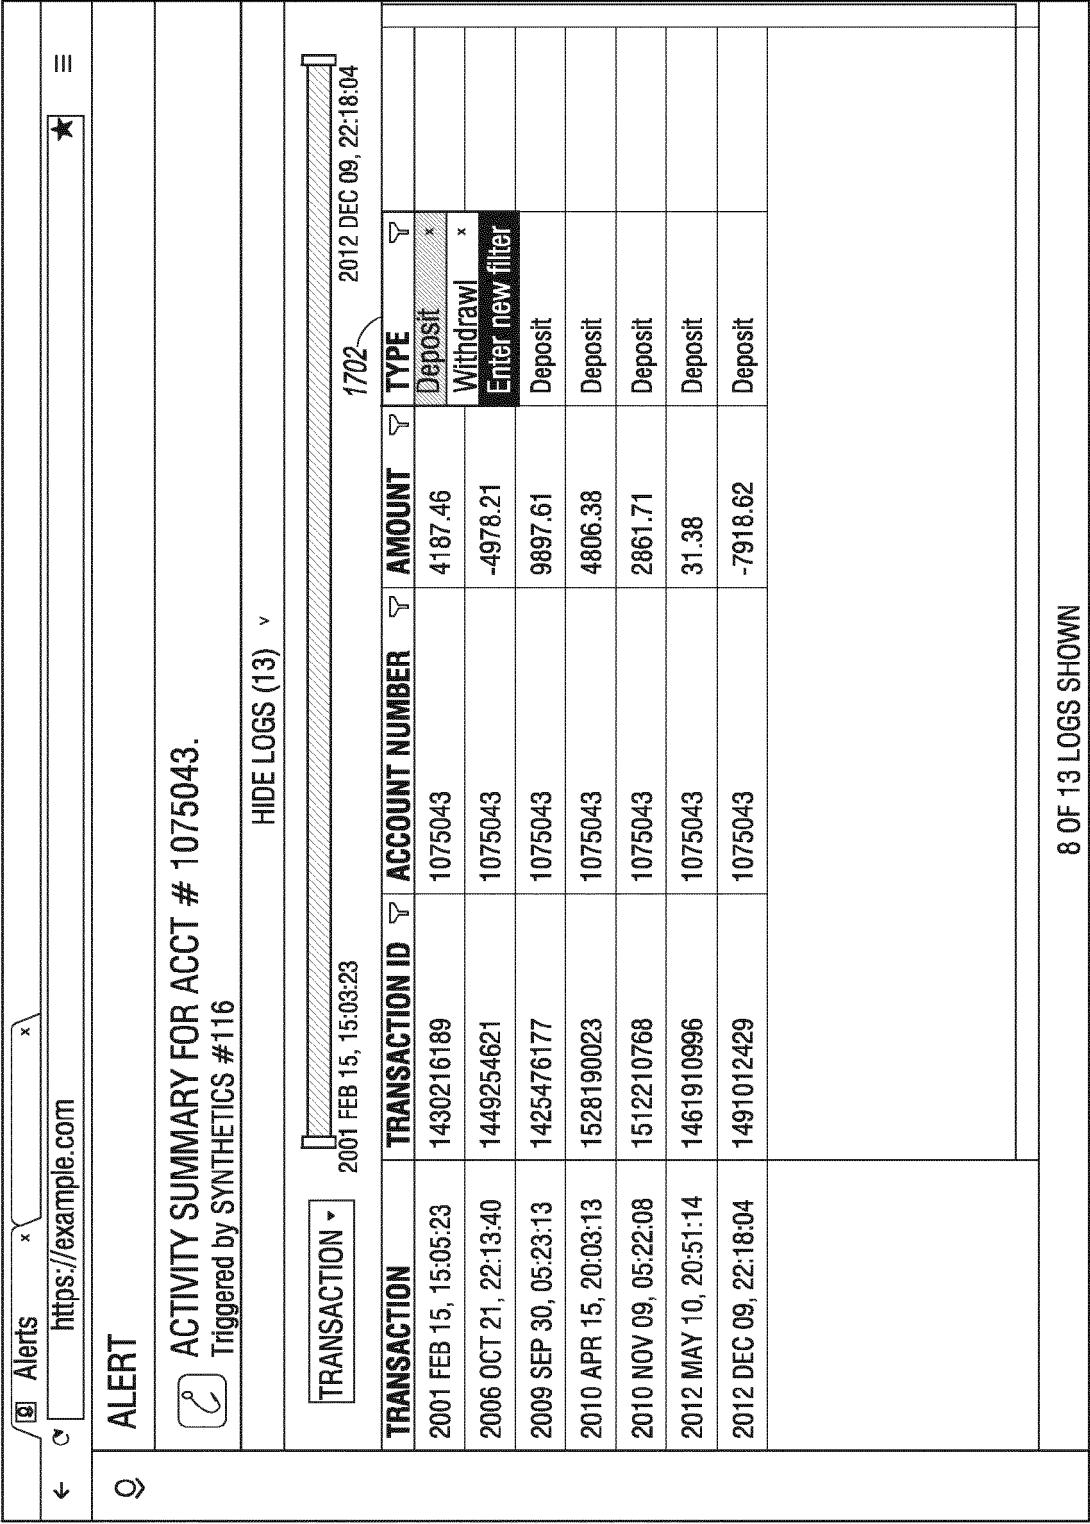 Alerts x x
https://example.com
ALERT
ACTIVITY SUMMARY FOR ACCT # 1075043.
Triggered by SYNTHETICS #116
HIDE LOGS (13) v
TRANSACTION
2001 FEB 15, 15:03:23 2012 DEC 09, 22:18:04
1702
TRANSACTION TRANSACTION ID ACCOUNT NUMBER AMOUNT TYPE
Deposit x
Withdrawl x
Enter new filter
2001 FEB 15, 15:05:23 1430216189 1075043 4187.46
2006 OCT 21, 22:13:40 1449254621 1075043 -4978.21
2009 SEP 30, 05:23:13 1425476177 1075043 9897.61 Deposit
2010 APR 15, 20:03:13 1528190023 1075043 4806.38 Deposit
2010 NOV 09, 05:22:08 1512210768 1075043 2861.71 Deposit
2012 MAY 10, 20:51:14 1461910996 1075043 31.38 Deposit
2012 DEC 09, 22:18:04 1491012429 1075043 -7918.62 Deposit
8 OF 13 LOGS SHOWN